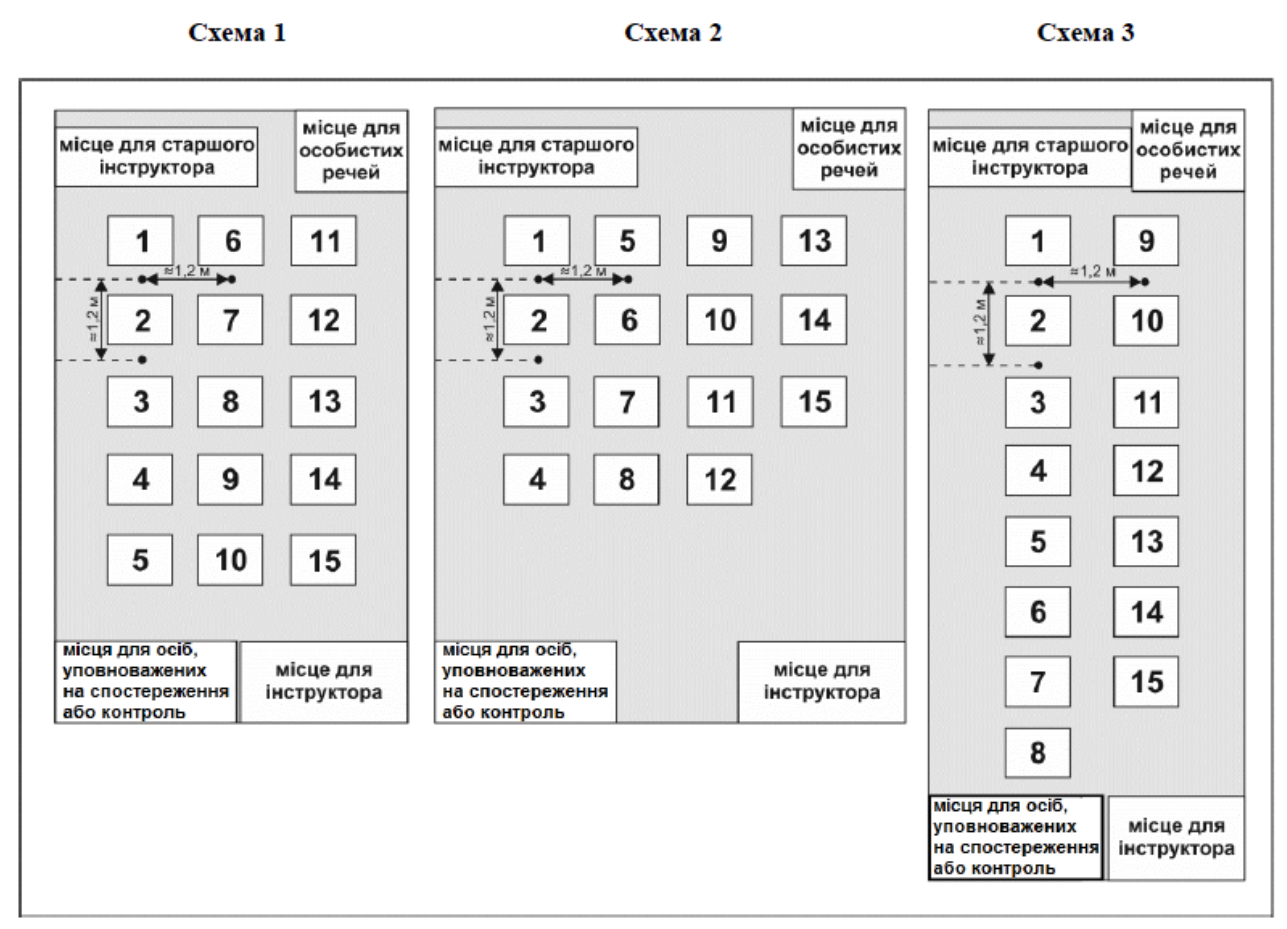 Схема 1
Схема 2
Схема 3
місце для старшого
інструктора
місце для
особистих
речей
1 6 11
≈1,2 м
≈1,2 м
2 7 12
3 8 13
4 9 14
5 10 15
місця для осіб,
уповноважених
на спостереження
або контроль
місце для
інструктора
місце для старшого
інструктора
місце для
особистих
речей
1 5 9 13
≈1,2 м
≈1,2 м
2 6 10 14
3 7 11 15
4 8 12
місця для осіб,
уповноважених
на спостереження
або контроль
місце для
інструктора
місце для старшого
інструктора
місце для
особистих
речей
1 9
≈1,2 м
≈1,2 м
2 10
3 11
4 12
5 13
6 14
7 15
8
місця для осіб,
уповноважених
на спостереження
або контроль
місце для
інструктора